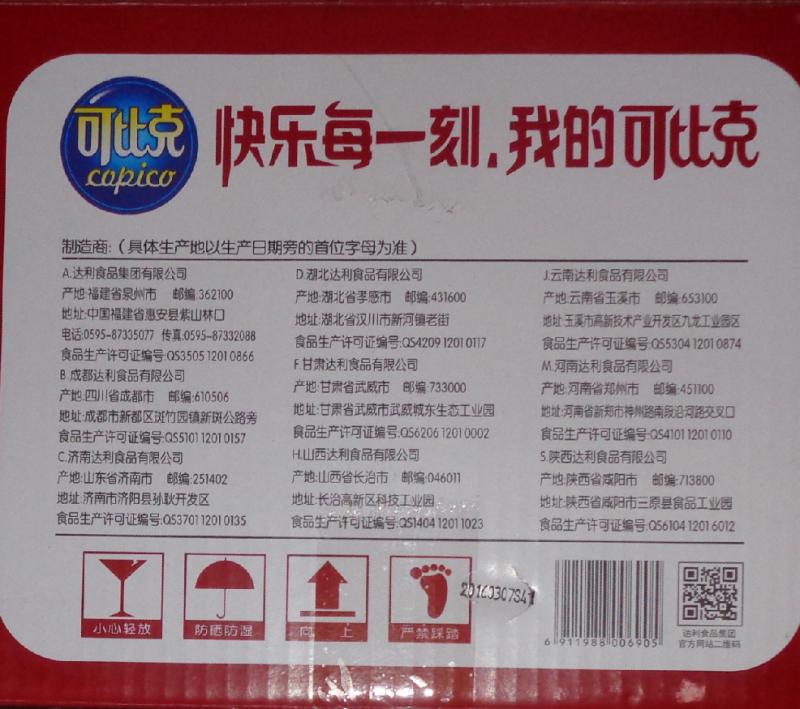 可比克
copico
快乐每一刻,我的可比克
制造商:(具体生产地以生产日期旁的首位字母为准)
A.达利食品集团有限公司
产地:福建省泉州市 邮编:362100
地址:中国福建省惠安县紫山林口
电话:0595-87335077 传真:0595-87332088
食品生产许可证编号:QS3505 1201 0866
B.成都达利食品有限公司
产地:四川省成都市 邮编:610506
地址:成都市新都区斑竹园镇新斑公路旁
食品生产许可证编号:QS5101 1201 0157
C.济南达利食品有限公司
产地:山东省济南市 邮编:251402
地址:济南市济阳县孙耿开发区
食品生产许可证编号:QS3701 1201 0135
D.湖北达利食品有限公司
产地:湖北省孝感市 邮编:431600
地址:湖北省汉川市新河镇老街
食品生产许可证编号:QS4209 1201 0117
F.甘肃达利食品有限公司
产地:甘肃省武威市 邮编:733000
地址:甘肃省武威市武威城东生态工业园
食品生产许可证编号:QS6206 1201 0002
H.山西达利食品有限公司
产地:山西省长治市 邮编:046011
地址:长治高新区科技工业园
食品生产许可证编号:QS1404 1201 1023
J.云南达利食品有限公司
产地:云南省玉溪市 邮编:653100
地址:玉溪市高新技术产业开发区九龙工业园区
食品生产许可证编号:QS5304 1201 0874
M.河南达利食品有限公司
产地:河南省郑州市 邮编:451100
地址:河南省新郑市神州路南段沿河路交叉口
食品生产许可证编号:QS4101 1201 0110
S.陕西达利食品有限公司
产地:陕西省咸阳市 邮编:713800
地址:陕西省咸阳市三原县食品工业园
食品生产许可证编号:QS6104 1201 6012
小心轻放
防晒防湿
向 上
严禁踩踏
6 911988 006905
达利食品集团
官方网站二维码